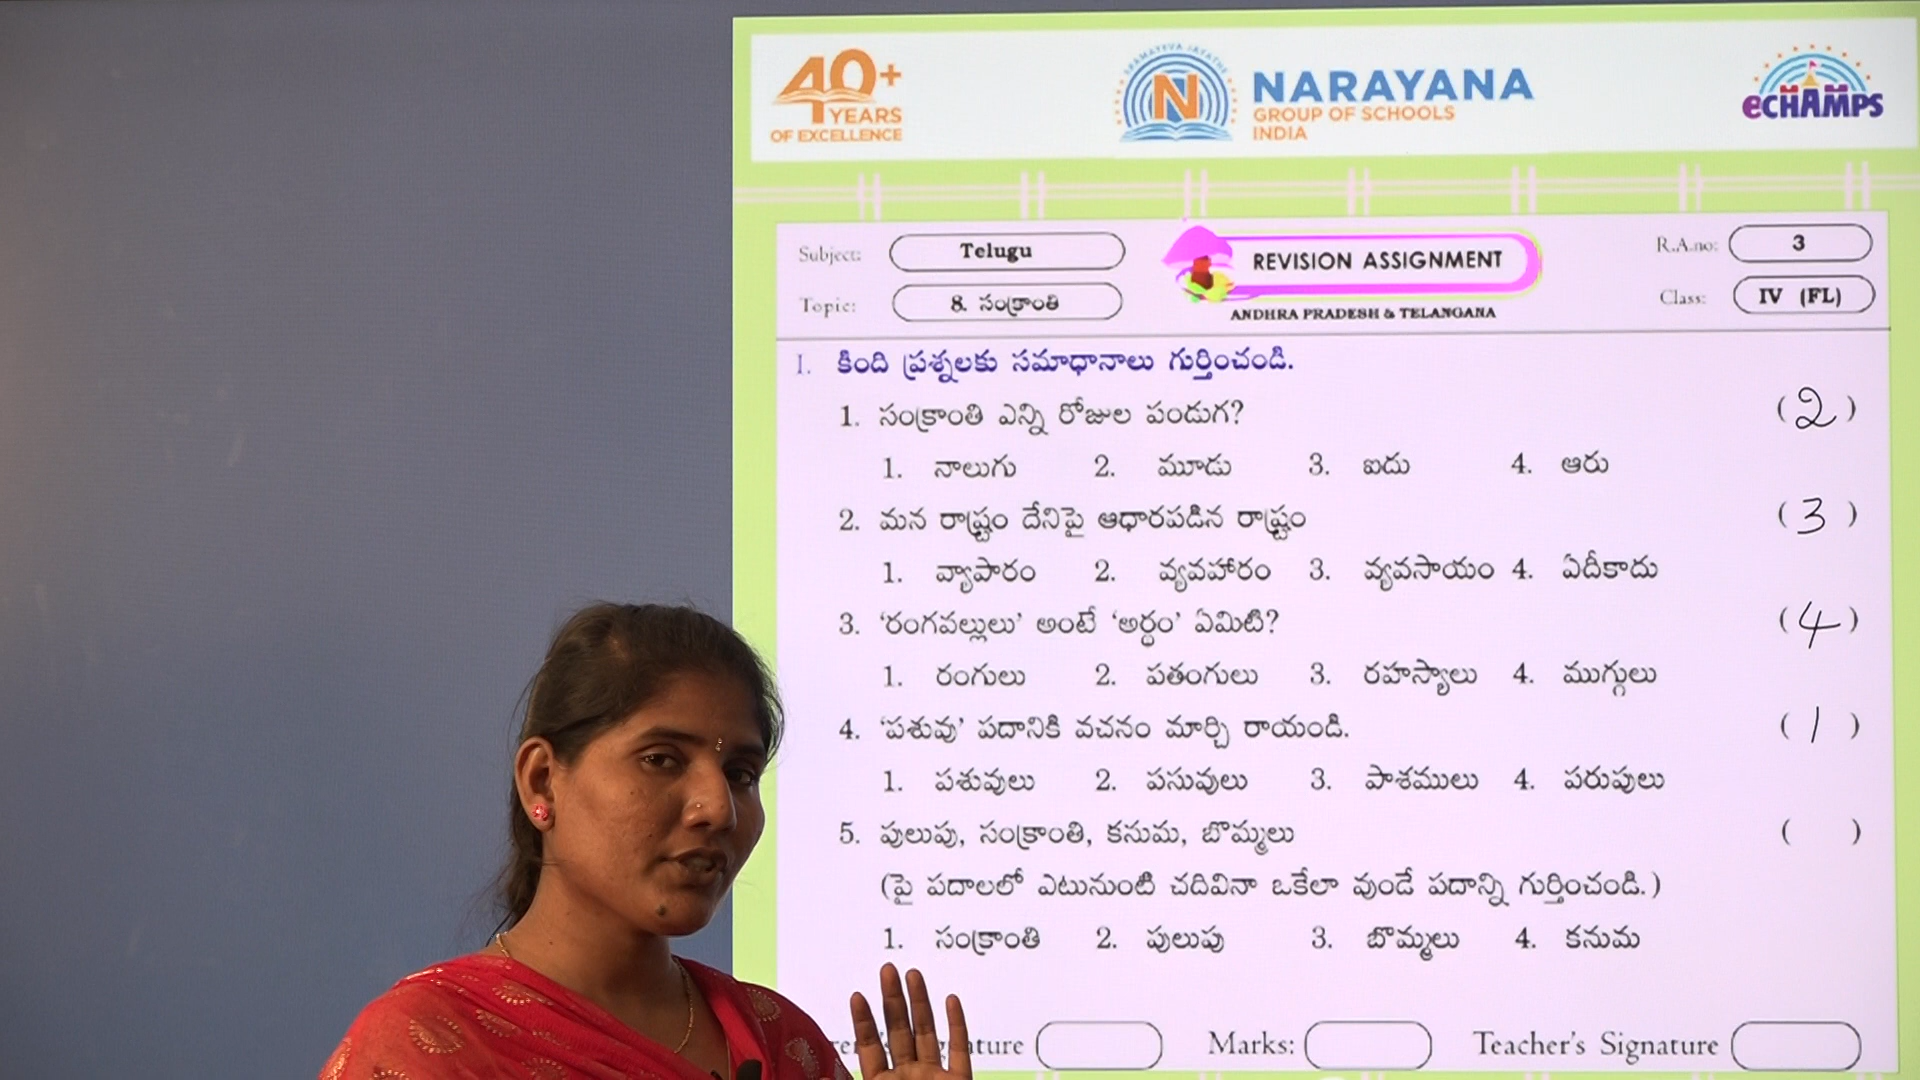 40+
YEARS
OF EXCELLENCE
NARAYANA
GROUP OF SCHOOLS
INDIA
eCHAMPS
Subject: Telugu
REVISION ASSIGNMENT
R.A.no: 3
Topic: 8. సంక్రాంతి
ANDHRA PRADESH & TELANGANA
Class: IV (FL)
I. కింది ప్రశ్నలకు సమాధానాలు గుర్తించండి.
1. సంక్రాంతి ఎన్ని రోజుల పండుగ? (2)
1. నాలుగు 2. మూడు 3. ఐదు 4. ఆరు
2. మన రాష్ట్రం దేనిపై ఆధారపడిన రాష్ట్రం (3)
1. వ్యాపారం 2. వ్యవహారం 3. వ్యవసాయం 4. ఏదీకాదు
3. ‘రంగవల్లులు’ అంటే ‘అర్థం’ ఏమిటి? (4)
1. రంగులు 2. పతంగులు 3. రహస్యాలు 4. ముగ్గులు
4. ‘పశువు’ పదానికి వచనం మార్చి రాయండి. (1)
1. పశువులు 2. పసువులు 3. పాశములు 4. పరుపులు
5. పులుపు, సంక్రాంతి, కనుమ, బొమ్మలు ( )
(పై పదాలలో ఎటునుంటి చదివినా ఒకేలా వుండే పదాన్ని గుర్తించండి.)
1. సంక్రాంతి 2. పులుపు 3. బొమ్మలు 4. కనుమ
Marks: Teacher's Signature